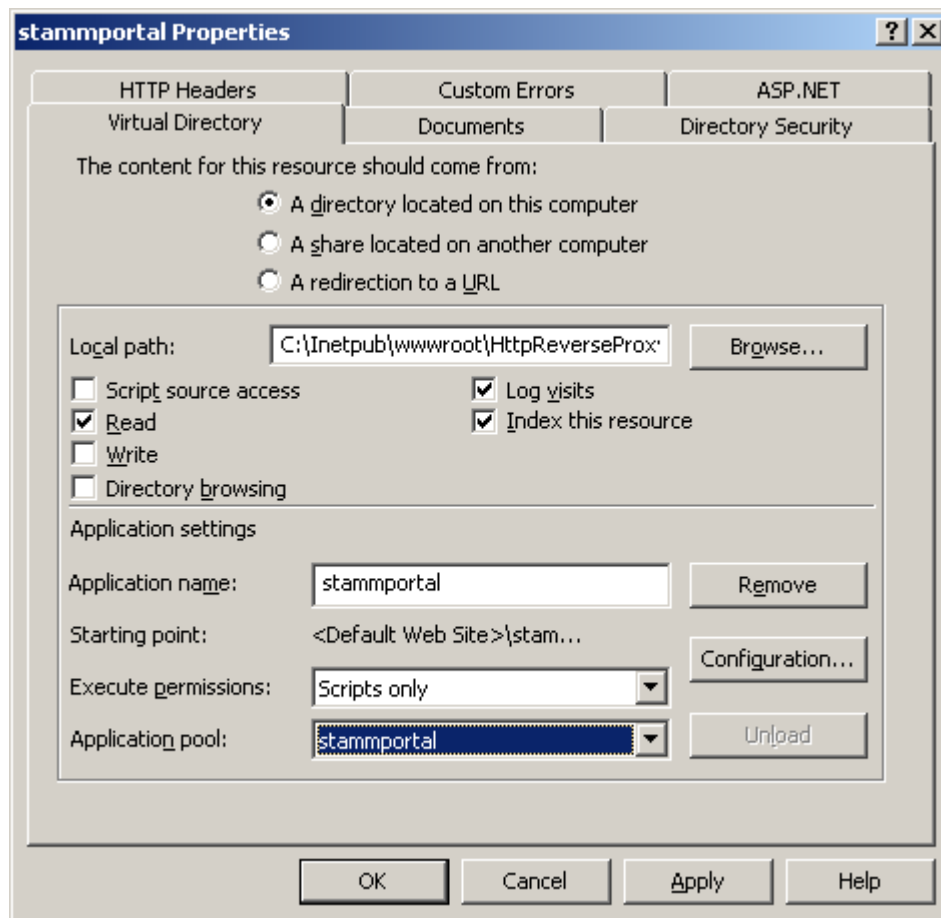 stammportal Properties
HTTP Headers Custom Errors ASP.NET
Virtual Directory Documents Directory Security
The content for this resource should come from:
A directory located on this computer
A share located on another computer
A redirection to a URL
Local path: C:\Inetpub\wwwroot\HttpReverseProx Browse...
Script source access Log visits
Read Index this resource
Write
Directory browsing
Application settings
Application name: stammportal Remove
Starting point: <Default Web Site>\stam...
Configuration...
Execute permissions: Scripts only
Application pool: stammportal Unload
OK Cancel Apply Help